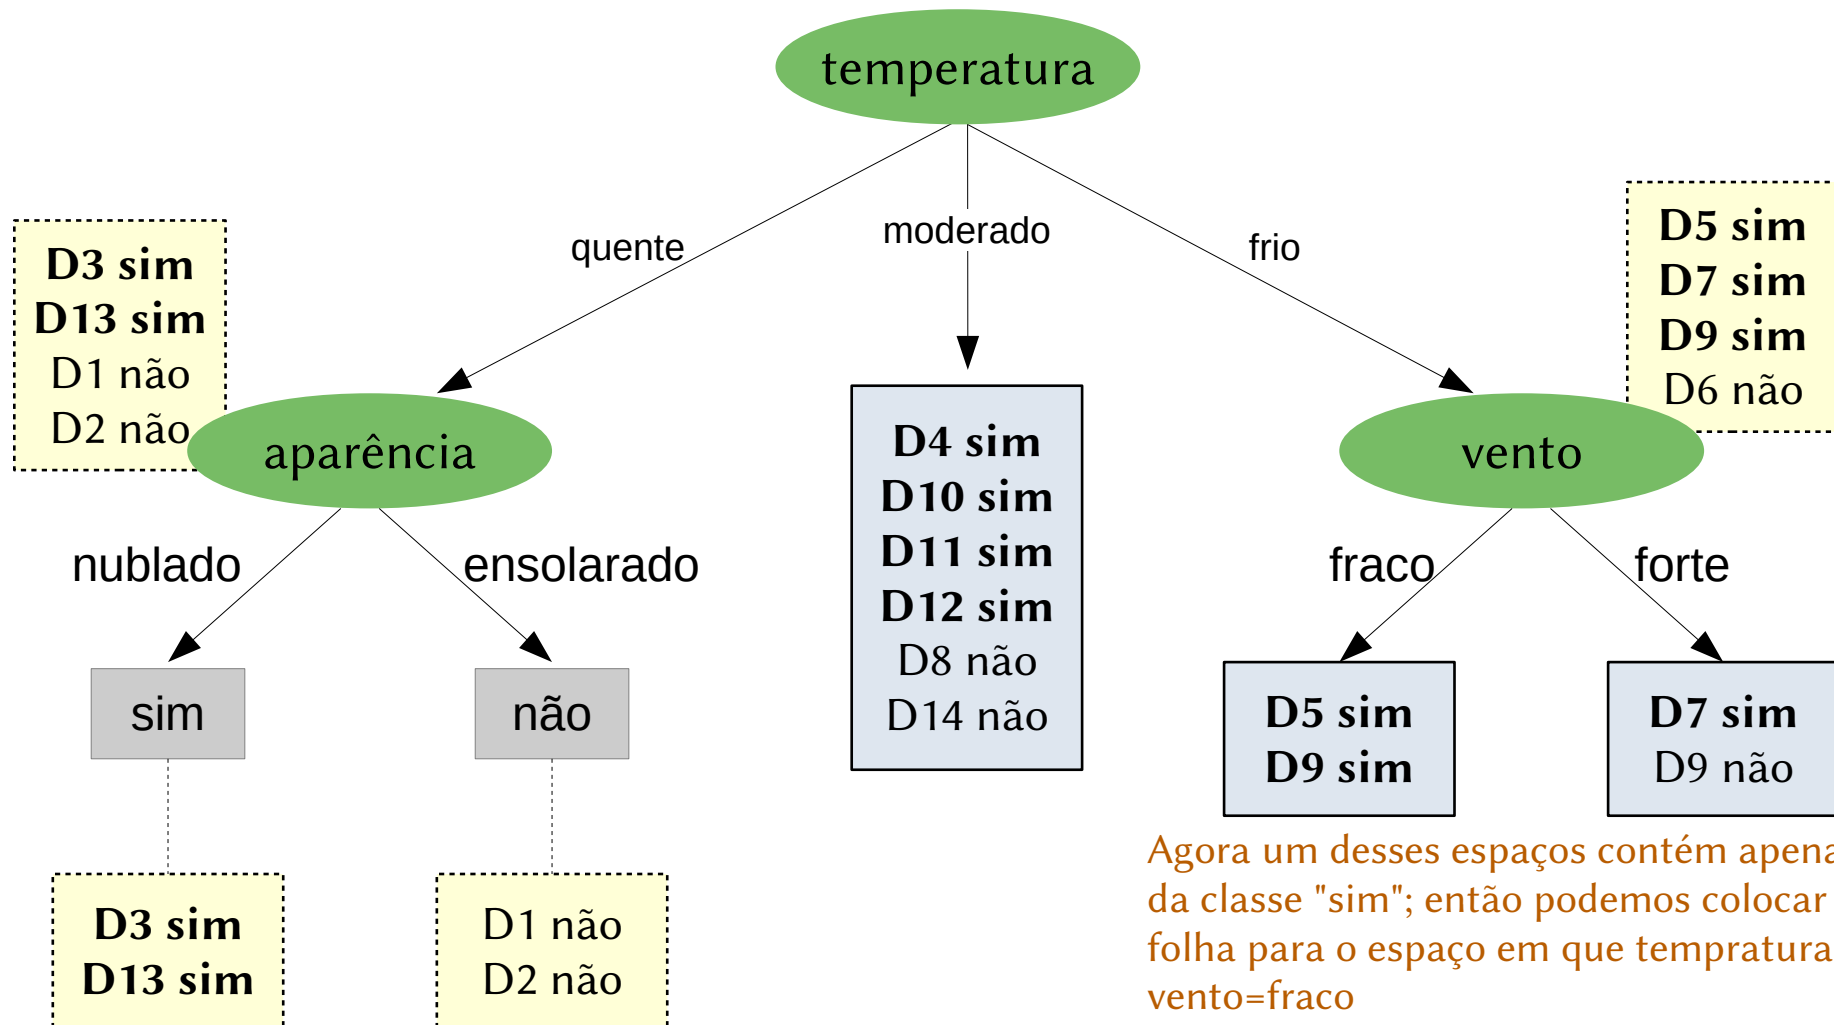 temperatura
quente
moderado
frio
D3 sim
D13 sim
D1 não
D2 não
D5 sim
D7 sim
D9 sim
D6 não
aparência
D4 sim
D10 sim
D11 sim
D12 sim
D8 não
D14 não
vento
nublado
ensolarado
fraco
forte
sim
não
D5 sim
D9 sim
D7 sim
D9 não
D3 sim
D13 sim
D1 não
D2 não
Agora um desses espaços contém apena
da classe "sim"; então podemos colocar
folha para o espaço em que tempratura
vento=fraco